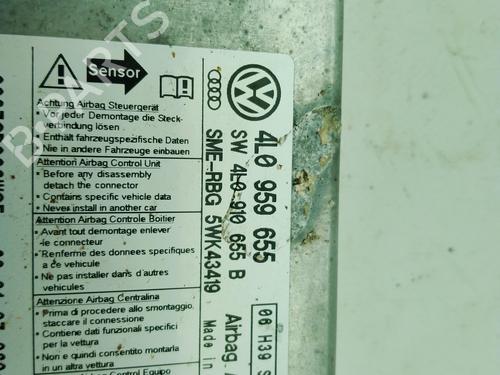 Sensor
Achtung Airbag Steuergerät
• Vor jeder Demontage die Steck-
verbindung lösen
• Enthält fahrzeugspezifische Daten
• Nie in andere Fahrzeuge einbauen
Attention Airbag Control Unit
• Before any disassembly
detach the connector
• Contains specific vehicle data
• Never install in another car
Attention Airbag Controle Boitier
• Avant tout demontage enlever
le connecteur
• Renferme des donnees specifiques
a ce vehicule
• Ne pas installer dans d'autres
vehicules
Attenzione Airbag Centralina
• Prima di procedere allo smontaggio,
staccare il connessione
• Contiene dati funzionali specifici
per la vettura
• Non e quindi consentito montarla
in un'altra vettura
Attención Airbag Control Equipo
4L0 959 655
SW 4L0 910 655 B
SME-RBG 5WK43419
Airbag
Made in
06 H39
B PARTS